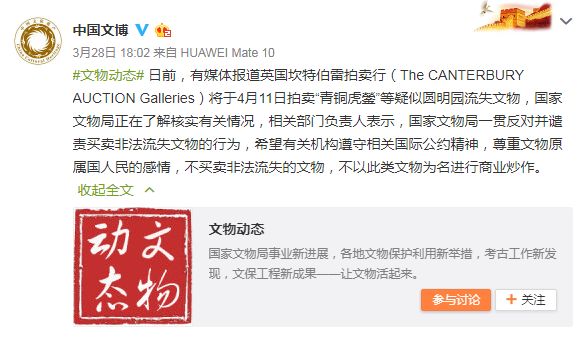 中国文博
3月28日 18:02 来自 HUAWEI Mate 10
#文物动态# 日前，有媒体报道英国坎特伯雷拍卖行（The CANTERBURY
AUCTION Galleries）将于4月11日拍卖“青铜虎鎣”等疑似圆明园流失文物，国家
文物局正在了解核实有关情况，相关部门负责人表示，国家文物局一贯反对并谴
责买卖非法流失文物的行为，希望有关机构遵守相关国际公约精神，尊重文物原
属国人民的感情，不买卖非法流失的文物，不以此类文物为名进行商业炒作。
收起全文
文物动态
文物动态
国家文物局事业新进展，各地文物保护利用新举措，考古工作新发
现，文保工程新成果——让文物活起来。
参与讨论
+ 关注